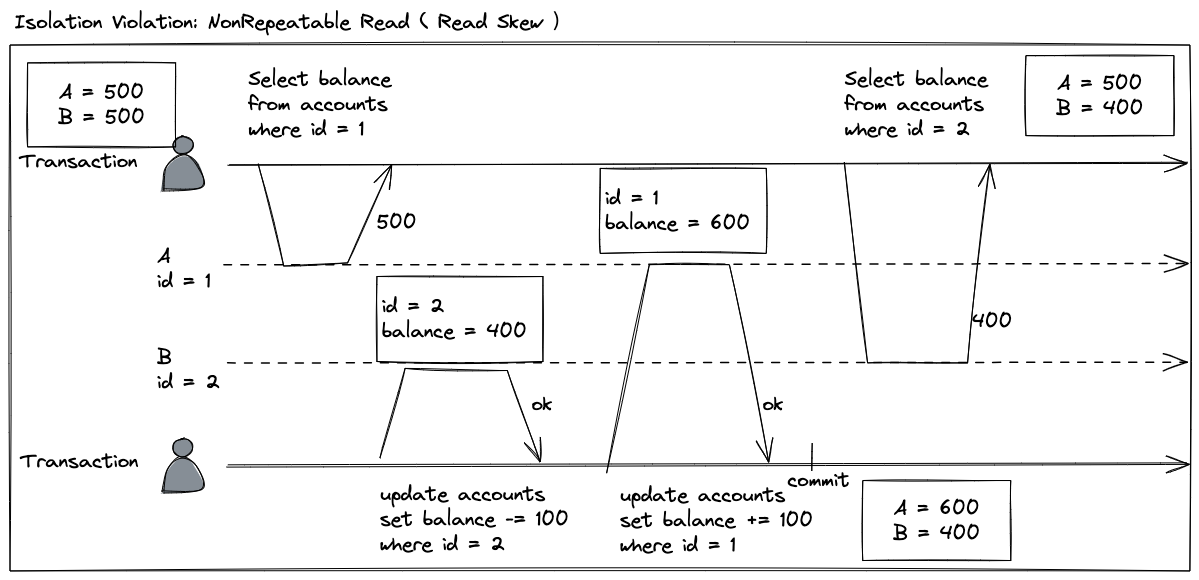 Isolation Violation: NonRepeatable Read ( Read Skew )
A = 500
B = 500
Select balance
from accounts
where id = 1
Select balance
from accounts
where id = 2
A = 500
B = 400
Transaction
500
id = 1
balance = 600
A
id = 1
id = 2
balance = 400
400
B
id = 2
ok
ok
Transaction
commit
update accounts
set balance -= 100
where id = 2
update accounts
set balance += 100
where id = 1
A = 600
B = 400